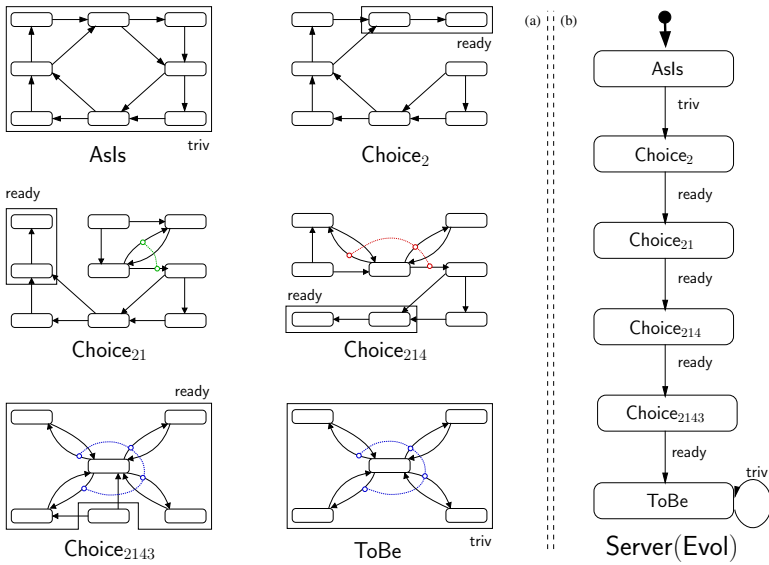 triv
AsIs
ready
Choice₂
ready
Choice₂₁
ready
Choice₂₁₄
ready
Choice₂₁₄₃
triv
ToBe
(a) (b)
AsIs
triv
Choice₂
ready
Choice₂₁
ready
Choice₂₁₄
ready
Choice₂₁₄₃
ready
triv
ToBe
Server(Evol)